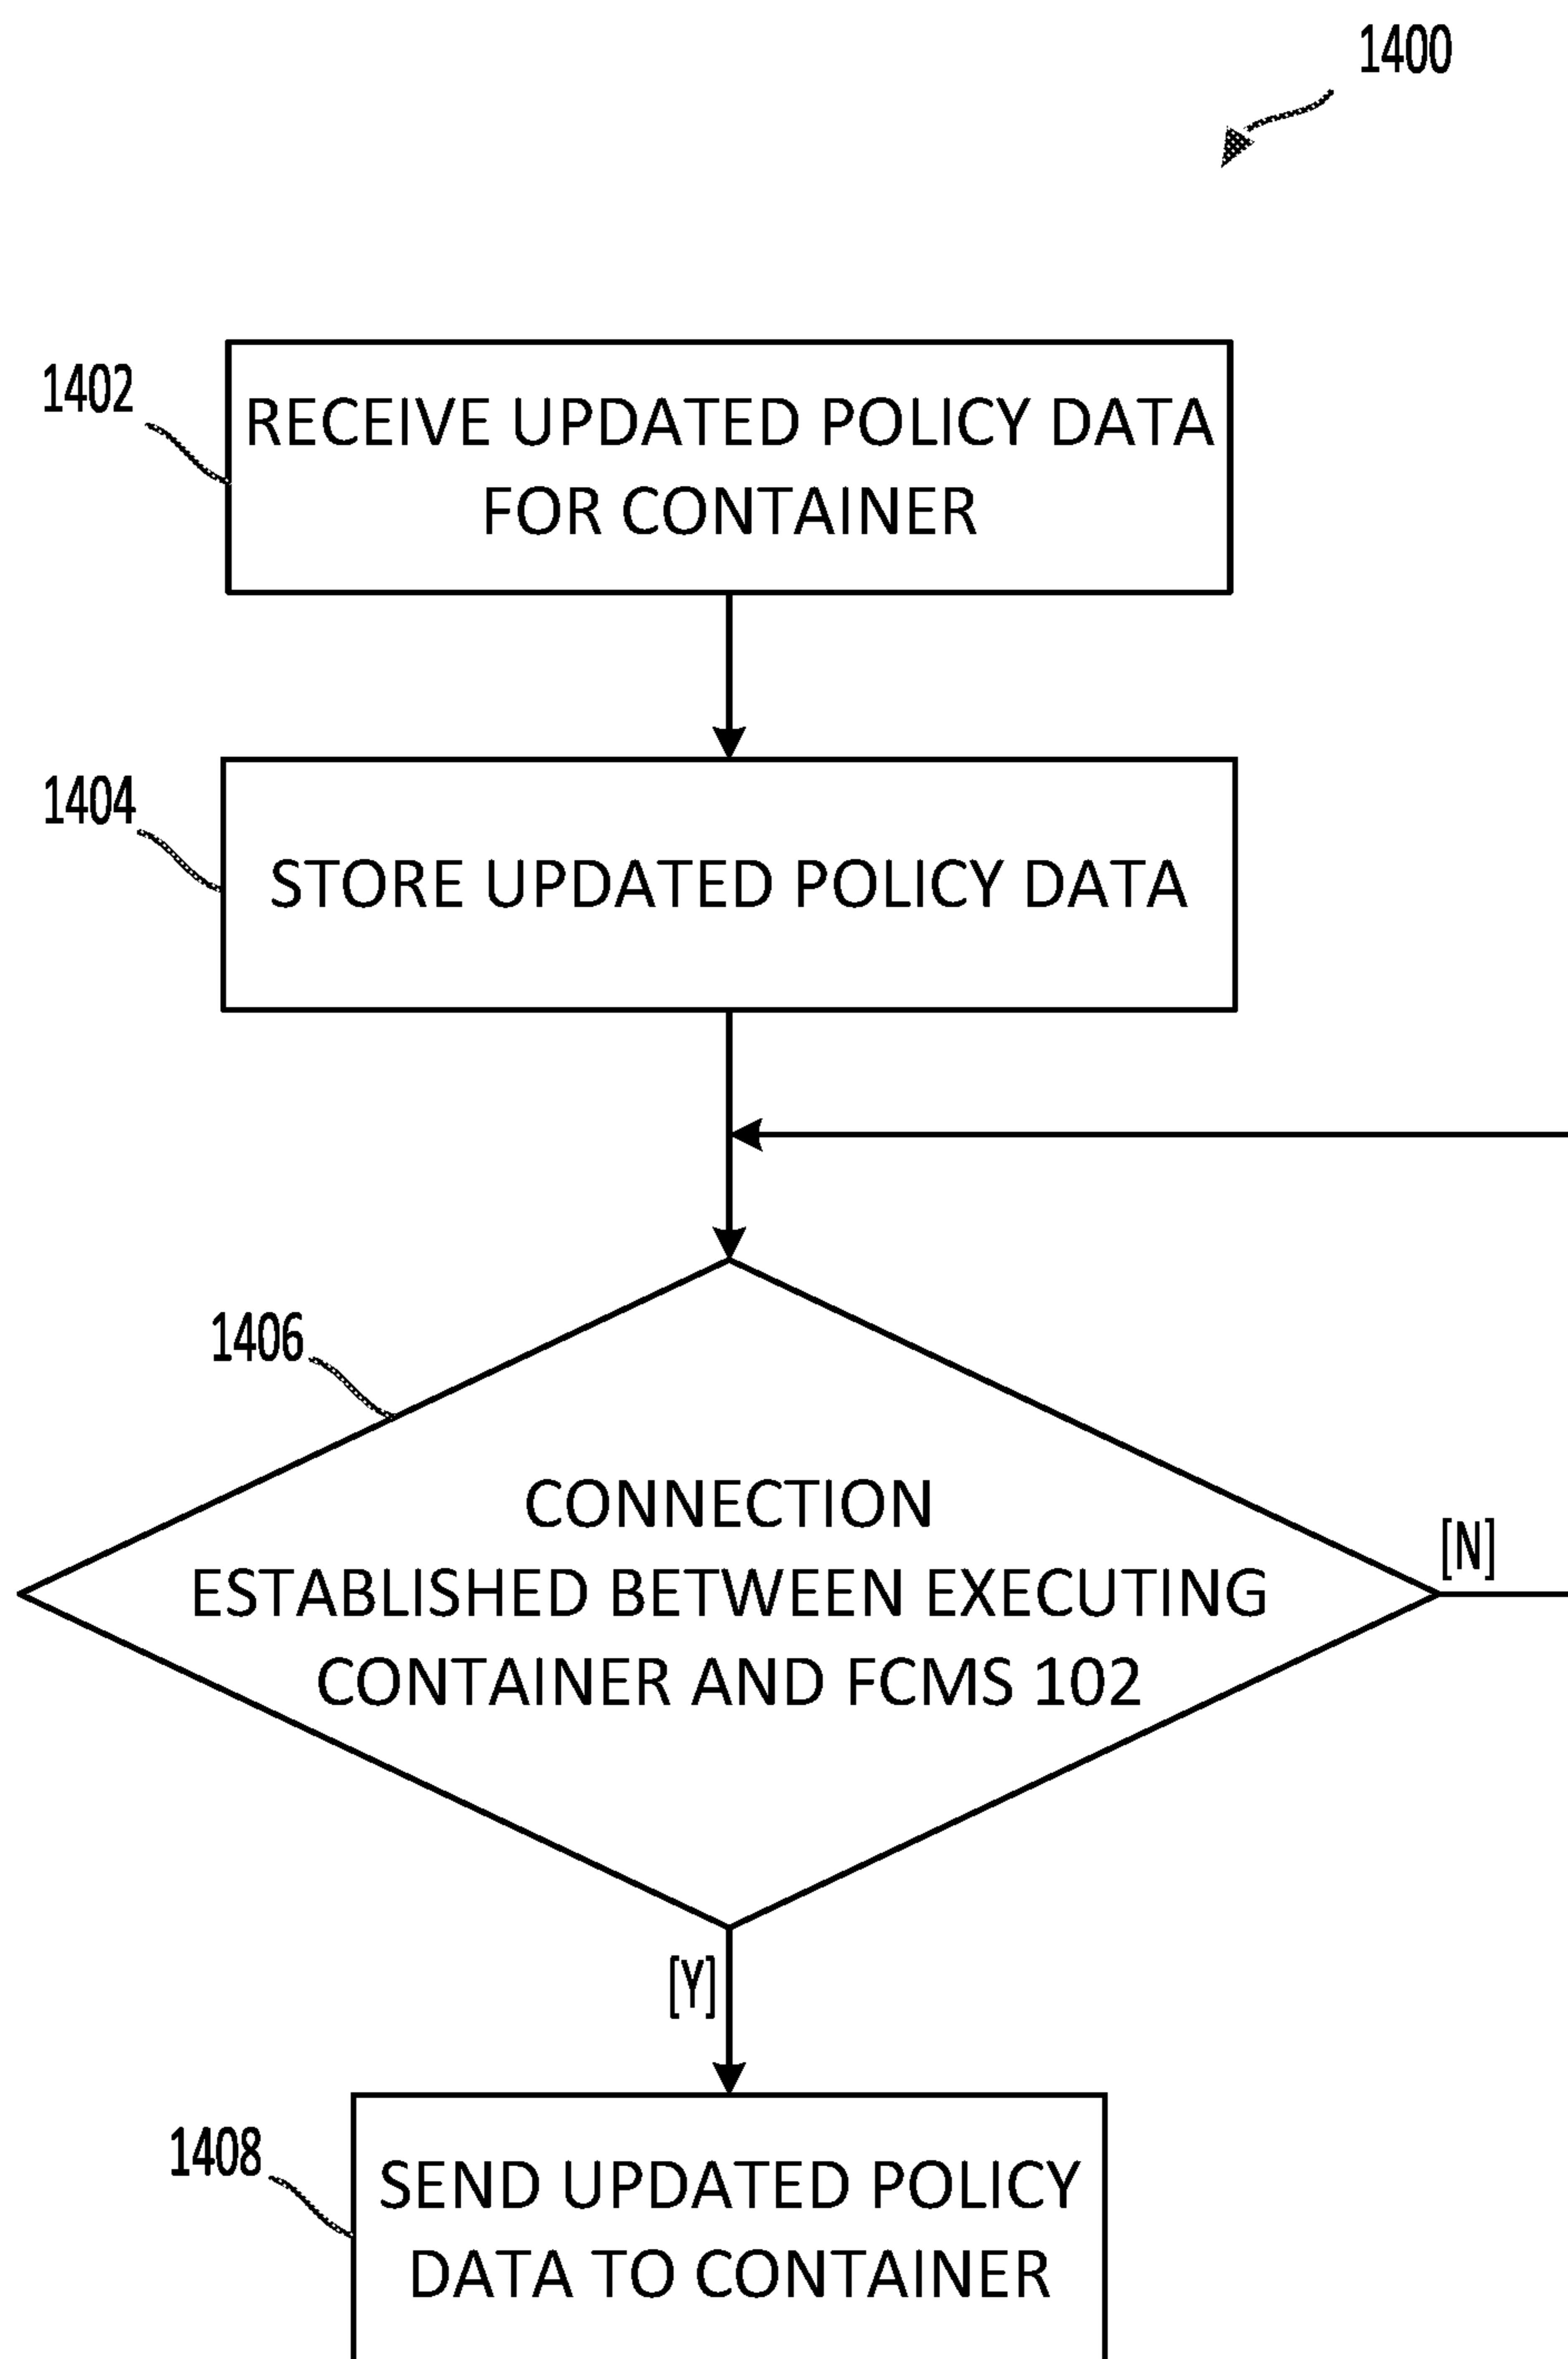 1400
1402
RECEIVE UPDATED POLICY DATA
FOR CONTAINER
1404
STORE UPDATED POLICY DATA
1406
CONNECTION
ESTABLISHED BETWEEN EXECUTING
CONTAINER AND FCMS 102
[N]
[Y]
1408
SEND UPDATED POLICY
DATA TO CONTAINER